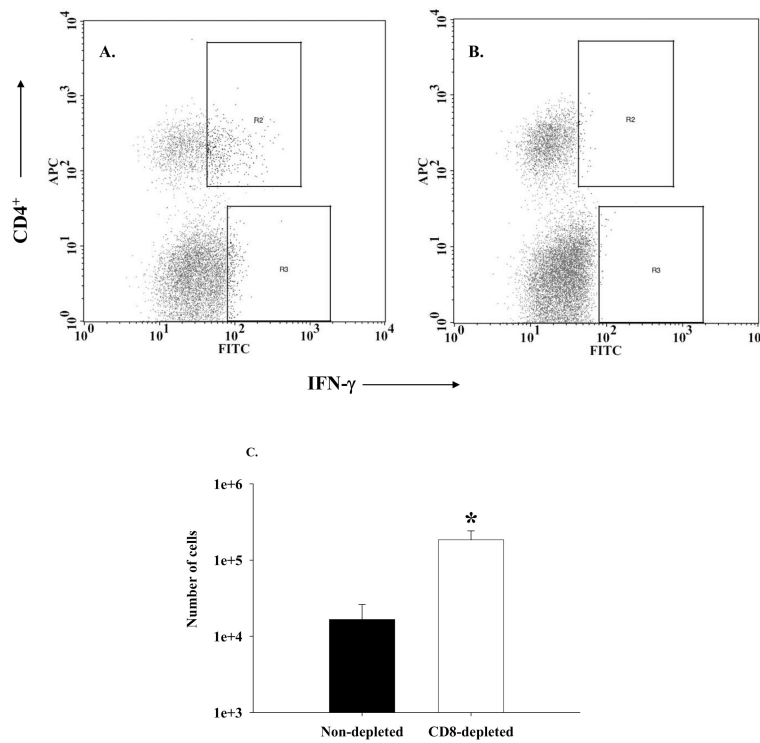 A.
10^4
10^3
10^2
10^1
10^0
APC
CD4+
R2
R3
10^0 10^1 10^2 10^3 10^4
FITC
B.
10^4
10^3
10^2
10^1
10^0
APC
R2
R3
10^0 10^1 10^2 10^3 10
FITC
IFN-γ
C.
1e+6
1e+5
1e+4
1e+3
Number of cells
*
Non-depleted CD8-depleted